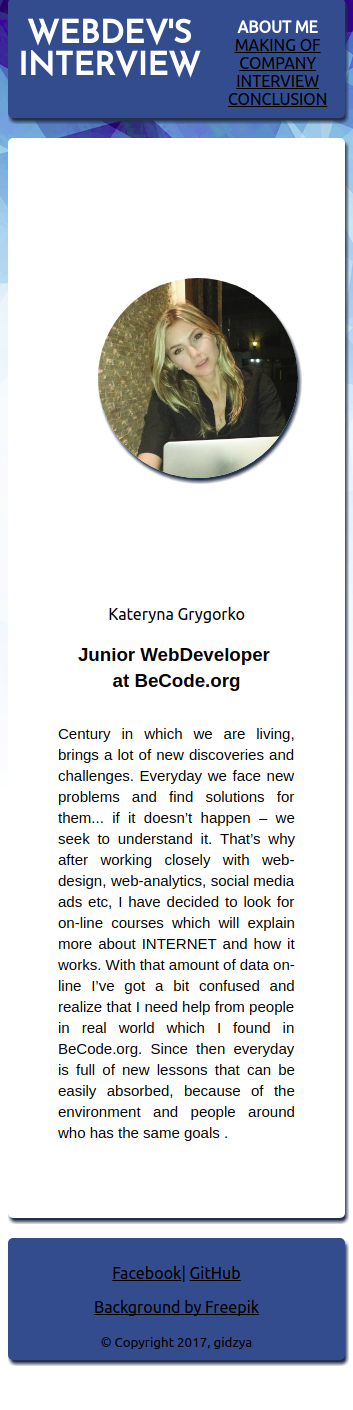 WEBDEV'S
INTERVIEW
ABOUT ME
MAKING OF
COMPANY
INTERVIEW
CONCLUSION
Kateryna Grygorko
Junior WebDeveloper
at BeCode.org
Century in which we are living,
brings a lot of new discoveries and
challenges. Everyday we face new
problems and find solutions for
them... if it doesn’t happen – we
seek to understand it. That’s why
after working closely with web-
design, web-analytics, social media
ads etc, I have decided to look for
on-line courses which will explain
more about INTERNET and how it
works. With that amount of data on-
line I’ve got a bit confused and
realize that I need help from people
in real world which I found in
BeCode.org. Since then everyday
is full of new lessons that can be
easily absorbed, because of the
environment and people around
who has the same goals .
Facebook| GitHub
Background by Freepik
© Copyright 2017, gidzya